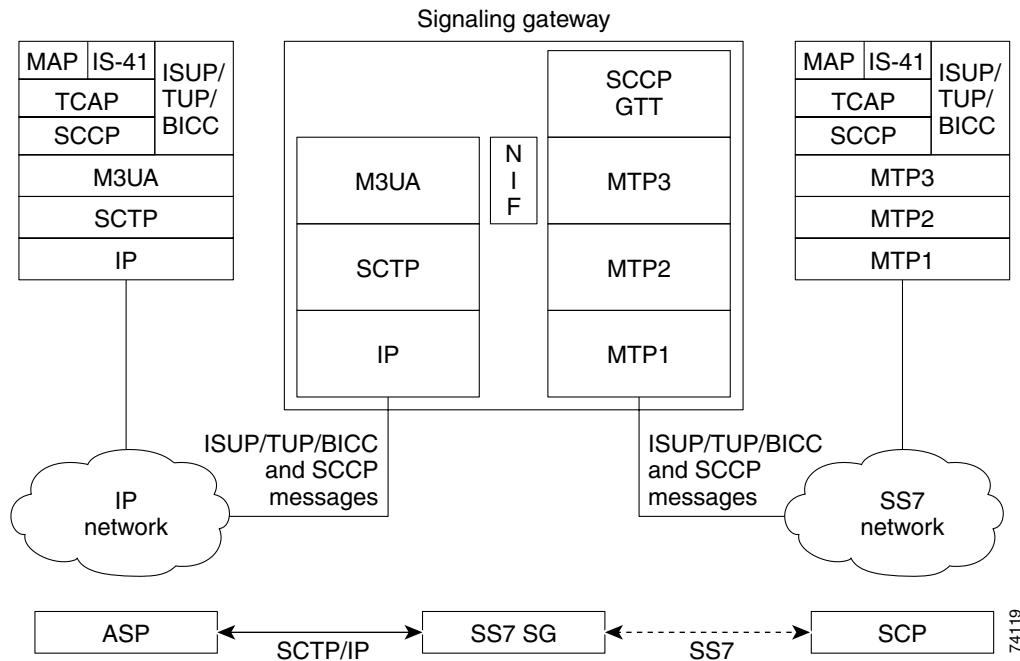 Signaling gateway
MAP
IS-41
ISUP/
TUP/
BICC
TCAP
SCCP
M3UA
SCTP
IP
M3UA
SCTP
IP
N
I
F
SCCP
GTT
MTP3
MTP2
MTP1
MAP
IS-41
ISUP/
TUP/
BICC
TCAP
SCCP
MTP3
MTP2
MTP1
ISUP/TUP/BICC
and SCCP
messages
ISUP/TUP/BICC
and SCCP
messages
IP
network
SS7
network
ASP
SCTP/IP
SS7 SG
SS7
SCP
74119